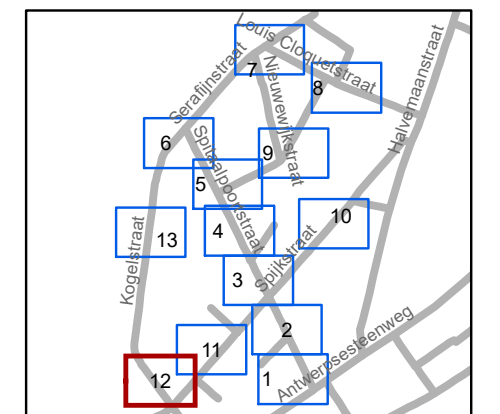 Louis Cloquetstraat
7
Serafijnstraat
Nieuwewijkstraat
8
Halvemaanstraat
6
Spitaalpoortstraat
9
5
10
4
13
Kogelstraat
Spijkstraat
3
2
Antwerpsesteenweg
11
1
12